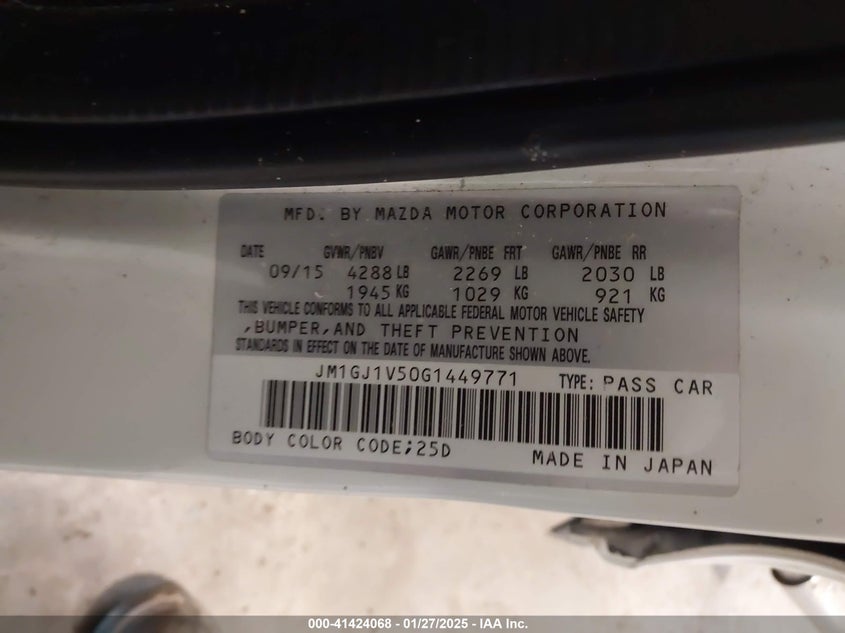 MFD. BY MAZDA MOTOR CORPORATION
DATE GVWR/PNBV GAWR/PNBE FRT GAWR/PNBE RR
09/15 4288 LB 2269 LB 2030 LB
1945 KG 1029 KG 921 KG
THIS VEHICLE CONFORMS TO ALL APPLICABLE FEDERAL MOTOR VEHICLE SAFETY
,BUMPER,AND THEFT PREVENTION
STANDARDS IN EFFECT ON THE DATE OF MANUFACTURE SHOWN ABOVE.
JM1GJ1V50G1449771 TYPE: PASS CAR
BODY COLOR CODE;25D
MADE IN JAPAN
000-41424068 - 01/27/2025 - IAA Inc.